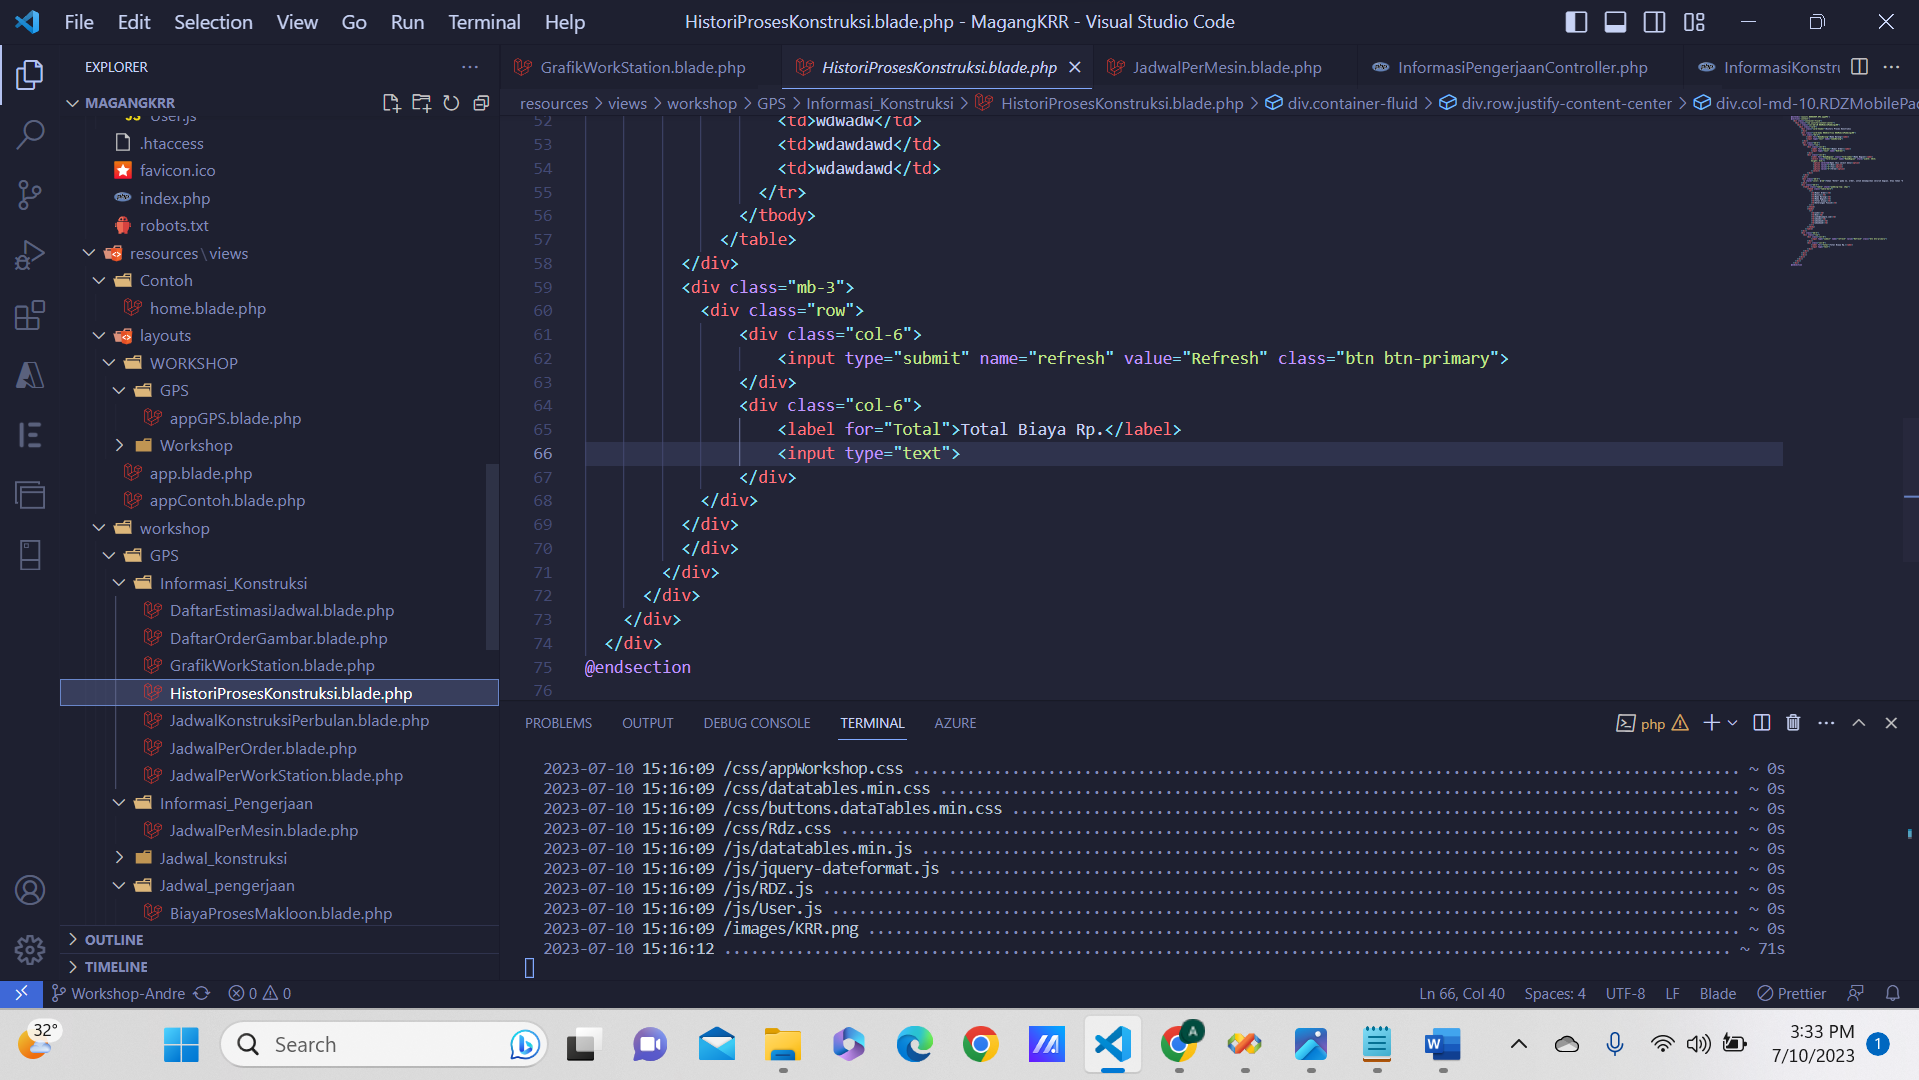 File Edit Selection View Go Run Terminal Help
HistoriProsesKonstruksi.blade.php - MagangKRR - Visual Studio Code
EXPLORER
MAGANGKRR
JS User.js
.htaccess
favicon.ico
index.php
robots.txt
resources\views
Contoh
home.blade.php
layouts
WORKSHOP
GPS
appGPS.blade.php
Workshop
app.blade.php
appContoh.blade.php
workshop
GPS
Informasi_Konstruksi
DaftarEstimasiJadwal.blade.php
DaftarOrderGambar.blade.php
GrafikWorkStation.blade.php
HistoriProsesKonstruksi.blade.php
JadwalKonstruksiPerbulan.blade.php
JadwalPerOrder.blade.php
JadwalPerWorkStation.blade.php
Informasi_Pengerjaan
JadwalPerMesin.blade.php
Jadwal_konstruksi
Jadwal_pengerjaan
BiayaProsesMakloon.blade.php
OUTLINE
TIMELINE
GrafikWorkStation.blade.php HistoriProsesKonstruksi.blade.php JadwalPerMesin.blade.php InformasiPengerjaanController.php InformasiKonstru
resources > views > workshop > GPS > Informasi_Konstruksi > HistoriProsesKonstruksi.blade.php > div.container-fluid > div.row.justify-content-center > div.col-md-10.RDZMobilePad
52 <td>wdwadw</td>
53 <td>wdawdawd</td>
54 <td>wdawdawd</td>
55 </tr>
56 </tbody>
57 </table>
58 </div>
59 <div class="mb-3">
60 <div class="row">
61 <div class="col-6">
62 <input type="submit" name="refresh" value="Refresh" class="btn btn-primary">
63 </div>
64 <div class="col-6">
65 <label for="Total">Total Biaya Rp.</label>
66 <input type="text">
67 </div>
68 </div>
69 </div>
70 </div>
71 </div>
72 </div>
73 </div>
74 </div>
75 @endsection
76
PROBLEMS OUTPUT DEBUG CONSOLE TERMINAL AZURE
php
2023-07-10 15:16:09 /css/appWorkshop.css ........ ~ 0s
2023-07-10 15:16:09 /css/datatables.min.css ........ ~ 0s
2023-07-10 15:16:09 /css/buttons.dataTables.min.css ........ ~ 0s
2023-07-10 15:16:09 /css/Rdz.css ........ ~ 0s
2023-07-10 15:16:09 /js/datatables.min.js ........ ~ 0s
2023-07-10 15:16:09 /js/jquery-dateformat.js ........ ~ 0s
2023-07-10 15:16:09 /js/RDZ.js ........ ~ 0s
2023-07-10 15:16:09 /js/User.js ........ ~ 0s
2023-07-10 15:16:09 /images/KRR.png ........ ~ 0s
2023-07-10 15:16:12 ........ ~ 71s
Workshop-Andre 0 0
Ln 66, Col 40 Spaces: 4 UTF-8 LF Blade Prettier
32°
Search
A
W
3:33 PM
7/10/2023
1